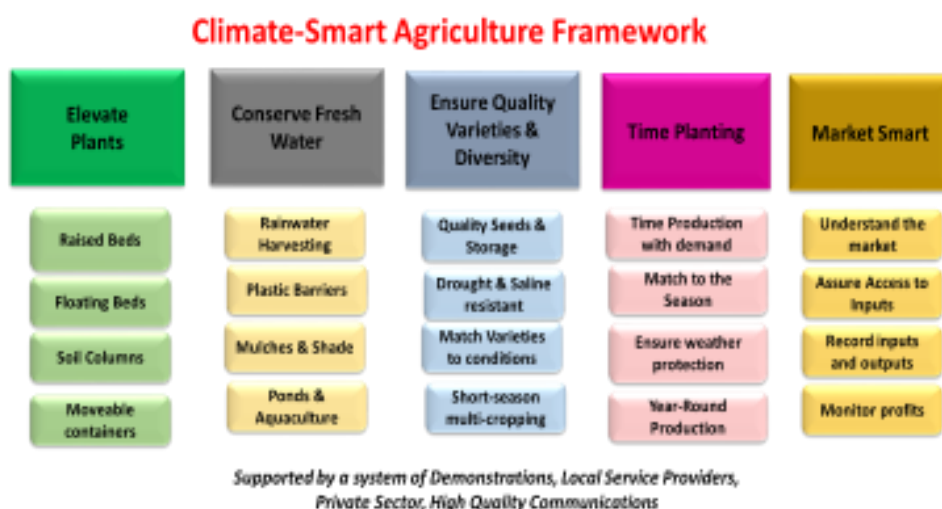 Climate-Smart Agriculture Framework
Elevate
Plants
Conserve Fresh
Water
Ensure Quality
Varieties &
Diversity
Time Planting
Market Smart
Raised Beds
Floating Beds
Soil Columns
Moveable
containers
Rainwater
Harvesting
Plastic Barriers
Mulches & Shade
Ponds &
Aquaculture
Quality Seeds &
Storage
Drought & Saline
resistant
Match Varieties
to conditions
Short-season
multi-cropping
Time Production
with demand
Match to the
Season
Ensure weather
protection
Year-Round
Production
Understand the
market
Assure Access to
Inputs
Record inputs
and outputs
Monitor profits
Supported by a system of Demonstrations, Local Service Providers,
Private Sector, High Quality Communications